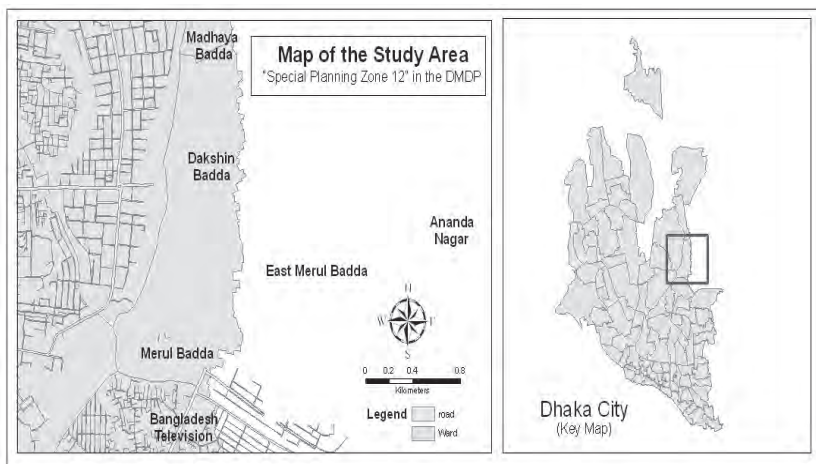 Madhaya
Badda
Map of the Study Area
"Special Planning Zone 12" in the DMDP
Dakshin
Badda
Ananda
Nagar
East Merul Badda
W
S
Merul Badda
0 0.2 0.4 0.8
Kilometers
Legend road
Ward
Bangladesh
Television
Dhaka City
(Key Map)